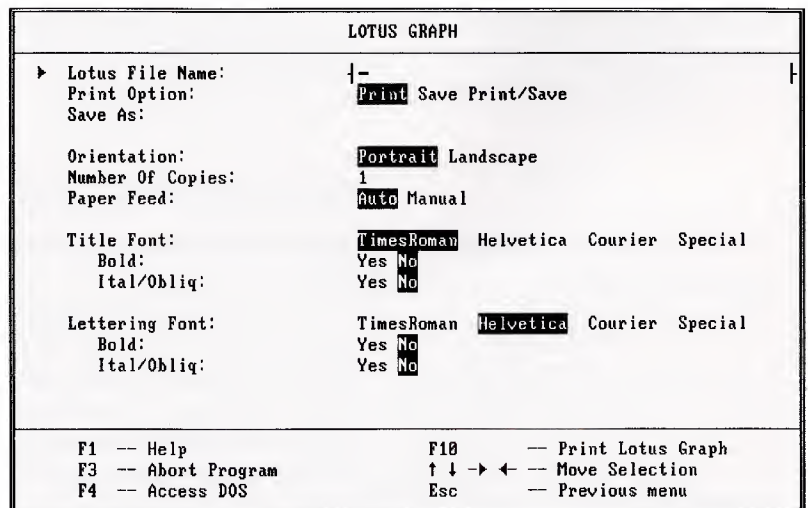 LOTUS GRAPH
Lotus File Name:
Print Option: Print Save Print/Save
Save As:
Orientation: Portrait Landscape
Number Of Copies: 1
Paper Feed: Auto Manual
Title Font: TimesRoman Helvetica Courier Special
Bold: Yes No
Ital/Obliq: Yes No
Lettering Font: TimesRoman Helvetica Courier Special
Bold: Yes No
Ital/Obliq: Yes No
F1 -- Help F10 -- Print Lotus Graph
F3 -- Abort Program ↑ ↓ → ← -- Move Selection
F4 -- Access DOS Esc -- Previous menu